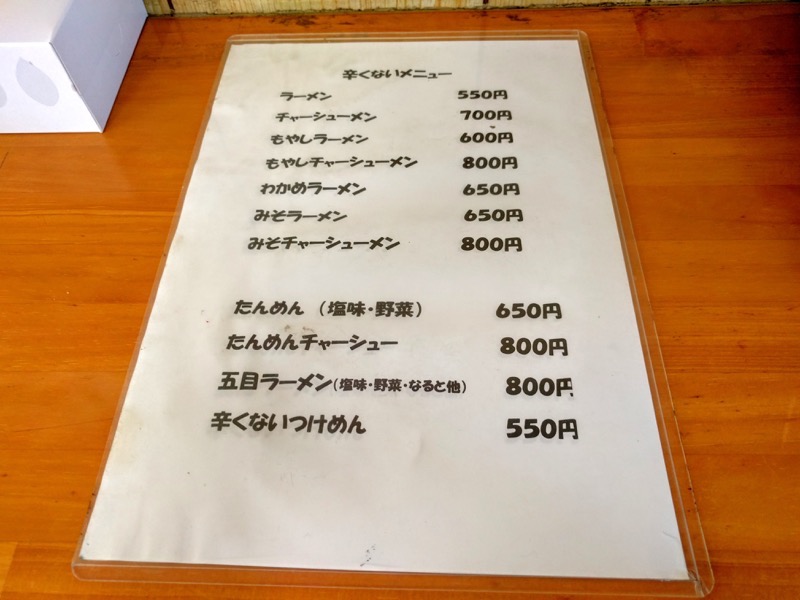 辛くないメニュー
ラーメン 550円
チャーシューメン 700円
もやしラーメン 600円
もやしチャーシューメン 800円
わかめラーメン 650円
みそラーメン 650円
みそチャーシューメン 800円
たんめん (塩味・野菜) 650円
たんめんチャーシュー 800円
五目ラーメン(塩味・野菜・なると他) 800円
辛くないつけめん 550円